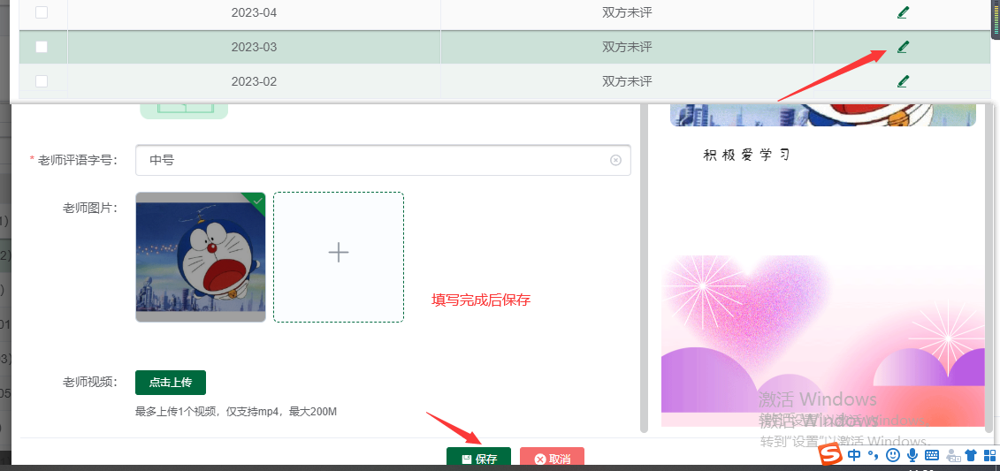 2023-04 双方未评
2023-03 双方未评
2023-02 双方未评
* 老师评语字号： 中号
积极爱学习
老师图片：
填写完成后保存
老师视频： 点击上传
最多上传1个视频，仅支持mp4，最大200M
激活 Windows
激活 Windows
转到“设置”以激活 Windows。
保存 取消
中